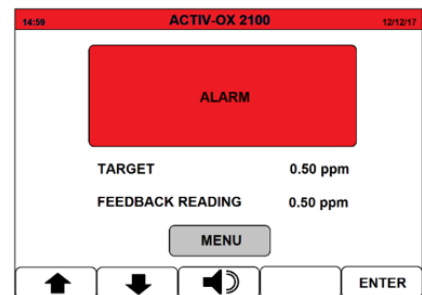 14:59 ACTIV-OX 2100 12/12/17
ALARM
TARGET 0.50 ppm
FEEDBACK READING 0.50 ppm
MENU
ENTER